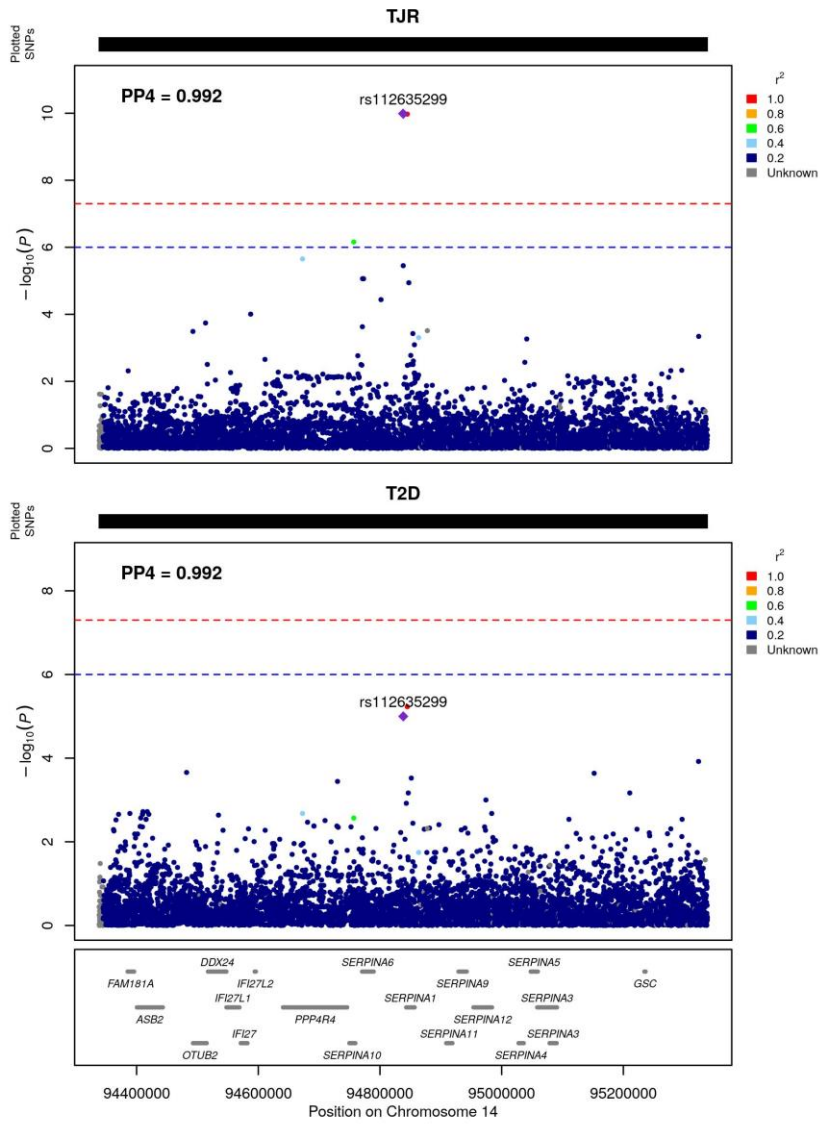 TJR
Plotted
SNPs
PP4 = 0.992
rs112635299
r²
1.0
0.8
0.6
0.4
0.2
Unknown
10
8
6
4
2
0
−log₁₀(P)
T2D
Plotted
SNPs
PP4 = 0.992
rs112635299
r²
1.0
0.8
0.6
0.4
0.2
Unknown
8
6
4
2
0
−log₁₀(P)
DDX24 SERPINA6 SERPINA5
FAM181A IFI27L2 SERPINA9 GSC
IFI27L1 SERPINA1 SERPINA3
ASB2 PPP4R4 SERPINA12
IFI27 SERPINA11 SERPINA3
OTUB2 SERPINA10 SERPINA4
94400000 94600000 94800000 95000000 95200000
Position on Chromosome 14